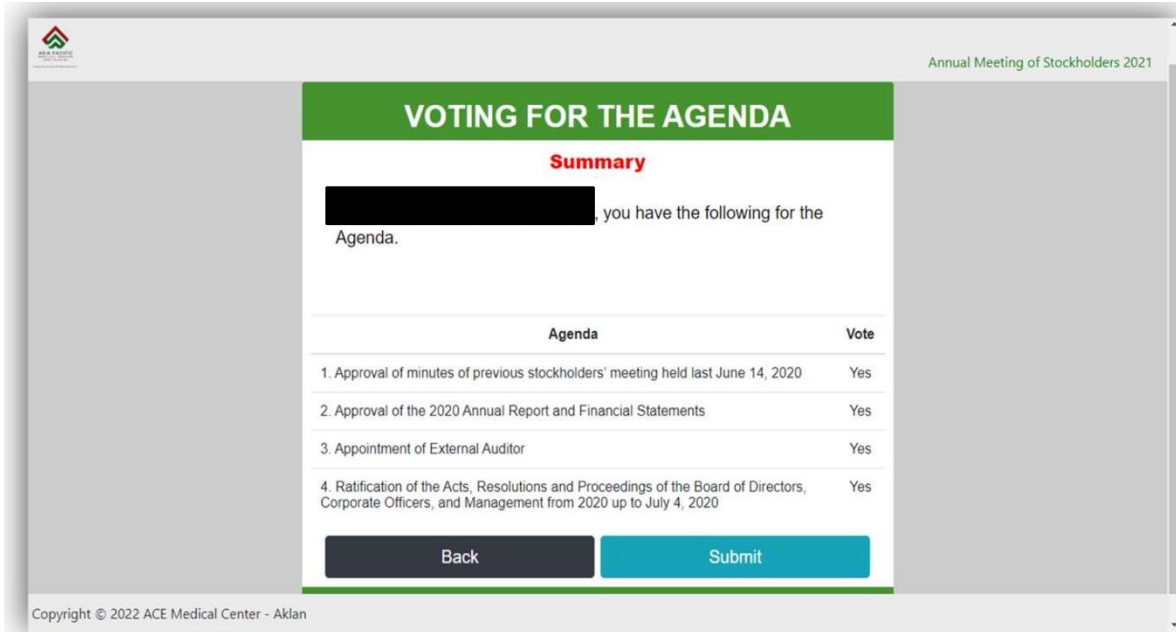 ASIA PACIFIC
Annual Meeting of Stockholders 2021
VOTING FOR THE AGENDA
Summary
, you have the following for the
Agenda.
Agenda Vote
1. Approval of minutes of previous stockholders' meeting held last June 14, 2020 Yes
2. Approval of the 2020 Annual Report and Financial Statements Yes
3. Appointment of External Auditor Yes
4. Ratification of the Acts, Resolutions and Proceedings of the Board of Directors, Yes
Corporate Officers, and Management from 2020 up to July 4, 2020
Back Submit
Copyright © 2022 ACE Medical Center - Aklan